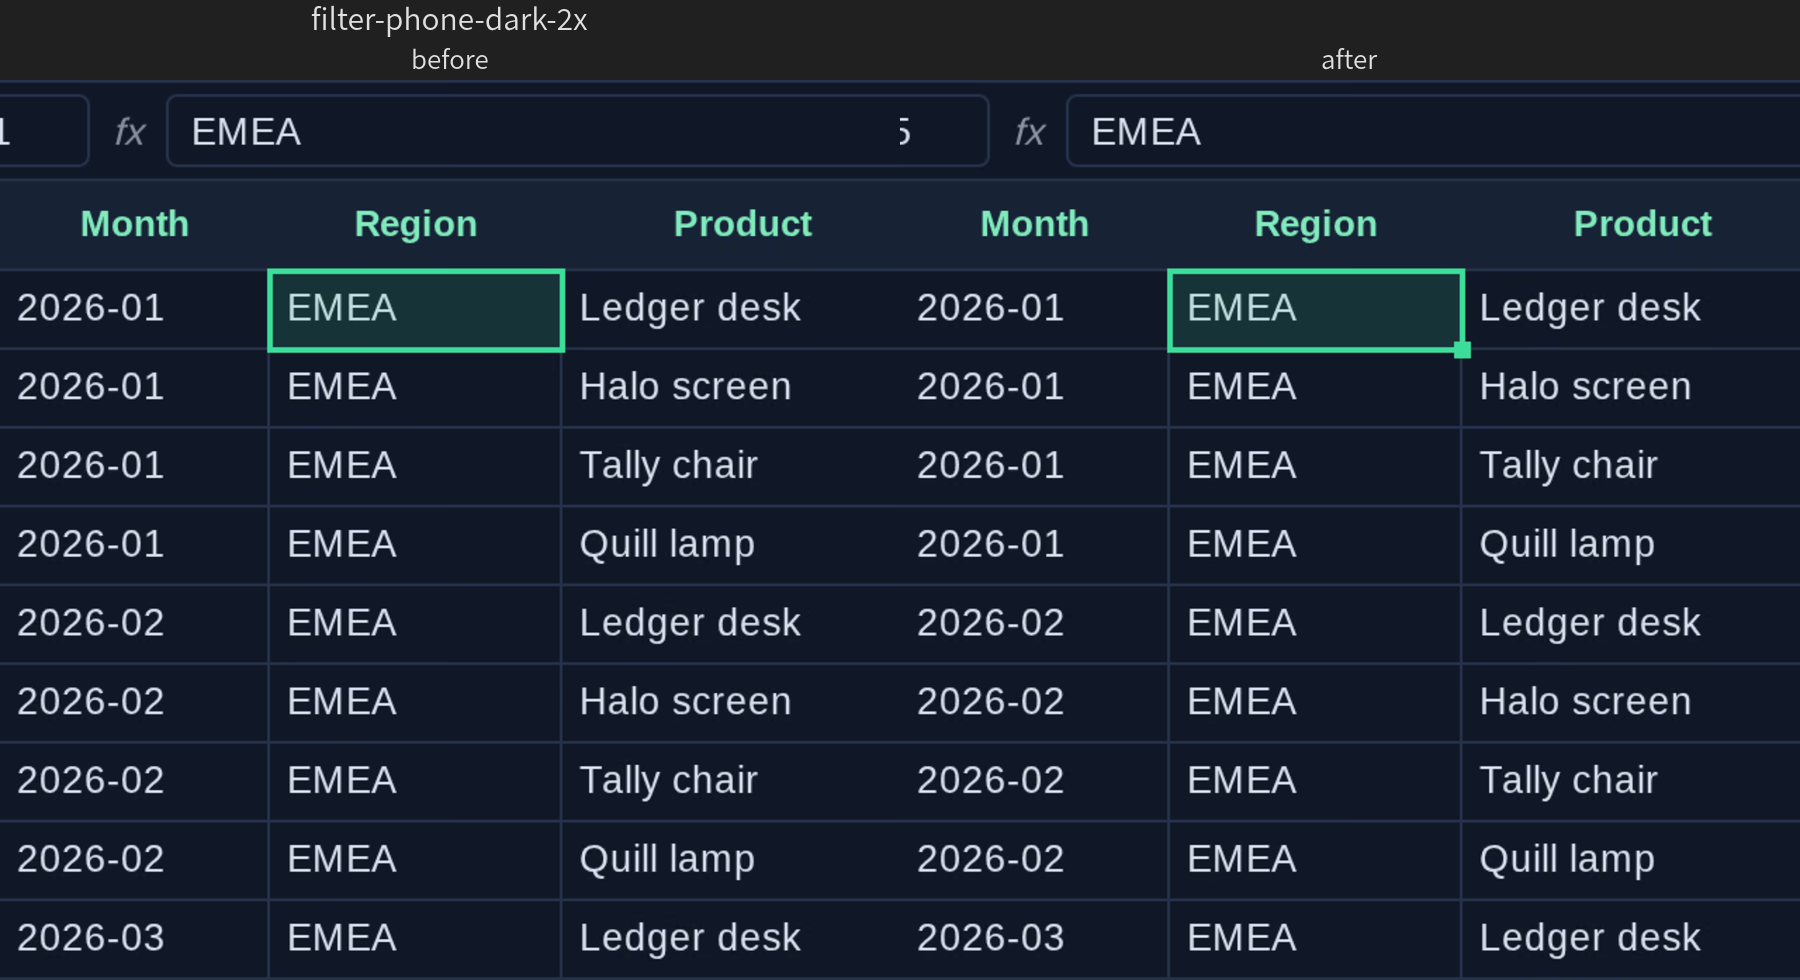 filter-phone-dark-2x
before after
1 fx EMEA 5 fx EMEA
Month Region Product Month Region Product
2026-01 EMEA Ledger desk 2026-01 EMEA Ledger desk
2026-01 EMEA Halo screen 2026-01 EMEA Halo screen
2026-01 EMEA Tally chair 2026-01 EMEA Tally chair
2026-01 EMEA Quill lamp 2026-01 EMEA Quill lamp
2026-02 EMEA Ledger desk 2026-02 EMEA Ledger desk
2026-02 EMEA Halo screen 2026-02 EMEA Halo screen
2026-02 EMEA Tally chair 2026-02 EMEA Tally chair
2026-02 EMEA Quill lamp 2026-02 EMEA Quill lamp
2026-03 EMEA Ledger desk 2026-03 EMEA Ledger desk